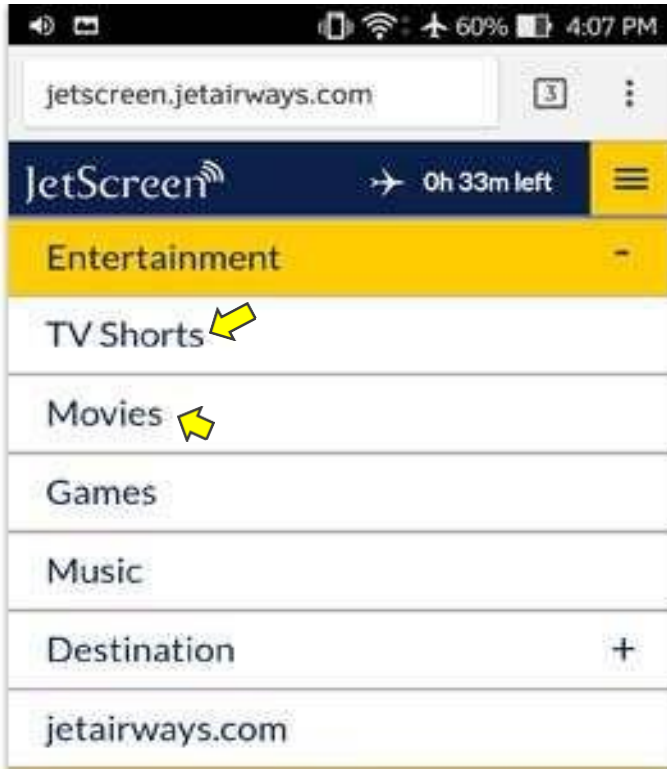 60% 4:07 PM
jetscreen.jetairways.com 3
JetScreen 0h 33m left
Entertainment -
TV Shorts
Movies
Games
Music
Destination +
jetairways.com